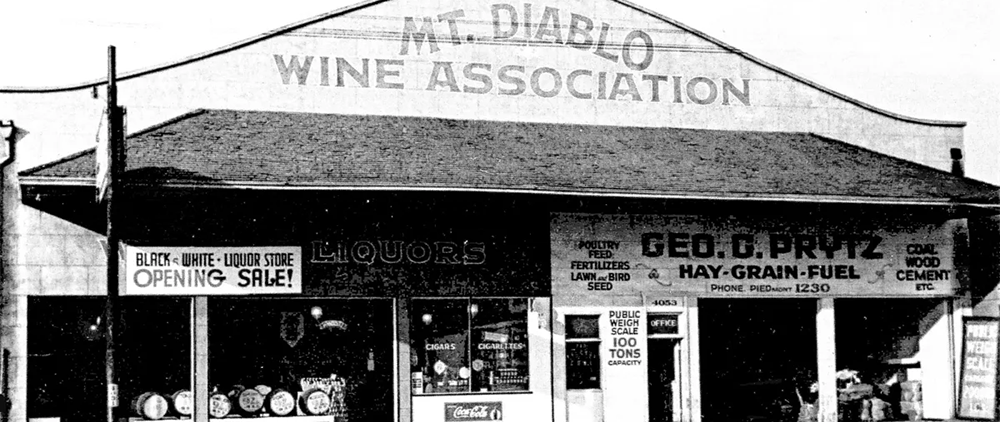 MT. DIABLO
WINE ASSOCIATION
BLACK & WHITE • LIQUOR STORE
OPENING SALE!
LIQUORS
POULTRY
FEED
FERTILIZERS
LAWN AND BIRD
SEED
GEO. C. PRYTZ
HAY-GRAIN-FUEL
PHONE. PIEDMONT 1230
COAL
WOOD
CEMENT
ETC.
CIGARS
CIGARETTES
Coca-Cola
4053
OFFICE
PUBLIC
WEIGH
SCALE
100
TONS
CAPACITY
PUBLIC
WEIGH
SCALE